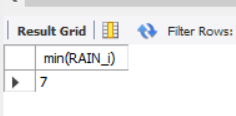 Result Grid Filter Rows:
min(RAIN_i)
7